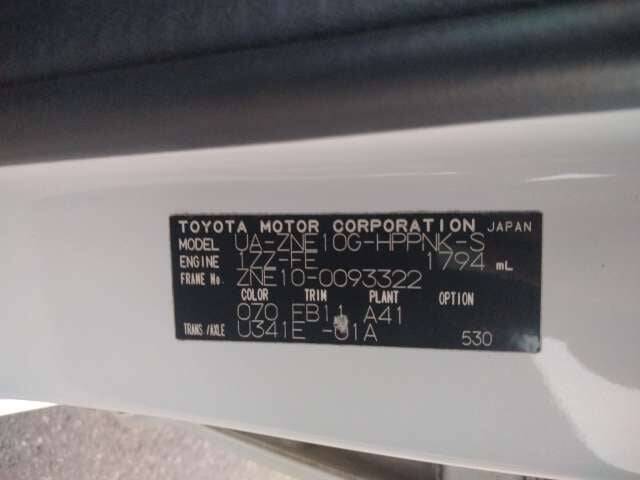 TOYOTA MOTOR CORPORATION JAPAN
MODEL UA-ZNE10G-HPPNK-S
ENGINE 1ZZ-FE 1794 mL
FRAME No. ZNE10-0093322
COLOR TRIM PLANT OPTION
070 FB11 A41
TRANS/AXLE U341E -01A 530